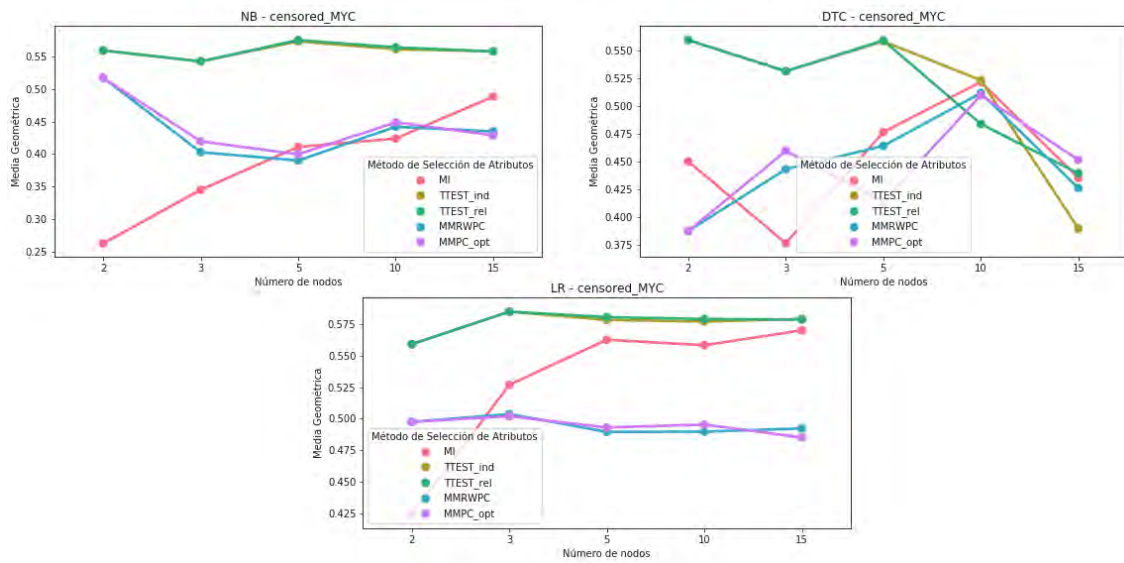 NB - censored_MYC
Media Geométrica
0.55
0.50
0.45
0.40
0.35
0.30
0.25
Método de Selección de Atributos
MI
TTEST_ind
TTEST_rel
MMRWPC
MMPC_opt
2 3 5 10 15
Número de nodos
DTC - censored_MYC
Media Geométrica
0.550
0.525
0.500
0.475
0.450
0.425
0.400
0.375
Método de Selección de Atributos
MI
TTEST_ind
TTEST_rel
MMRWPC
MMPC_opt
2 3 5 10 15
Número de nodos
LR - censored_MYC
Media Geométrica
0.575
0.550
0.525
0.500
0.475
0.450
0.425
Método de Selección de Atributos
MI
TTEST_ind
TTEST_rel
MMRWPC
MMPC_opt
2 3 5 10 15
Número de nodos